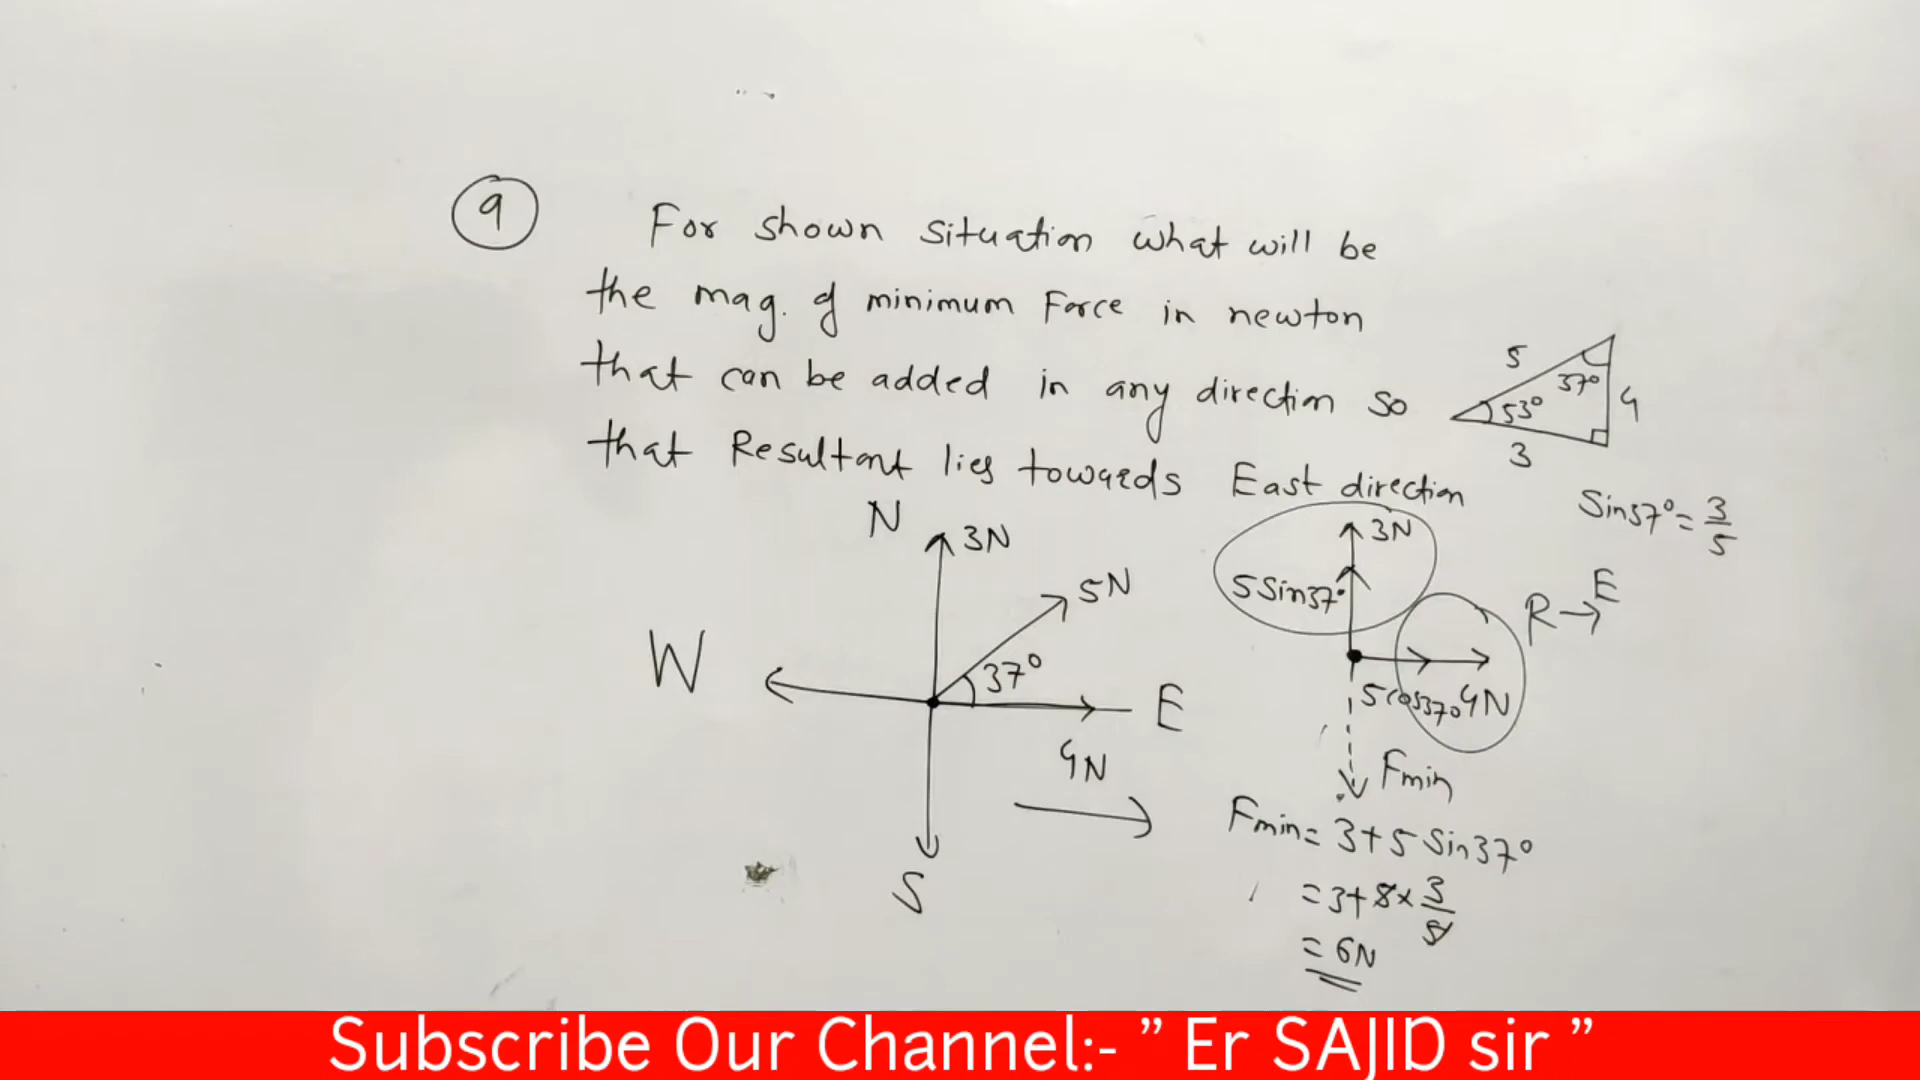 9
For shown situation what will be
the mag. of minimum Force in newton
that can be added in any direction so
that Resultant lies towards East direction
5
37°
4
53°
3
Sin37° = 3/5
N
3N
5N
37°
W
E
4N
S
3N
5Sin37°
R → E
5cos37° 4N
Fmin
Fmin = 3+5 Sin37°
= 3+5× 3/5
= 6N
Subscribe Our Channel:- ” Er SAJID sir ”